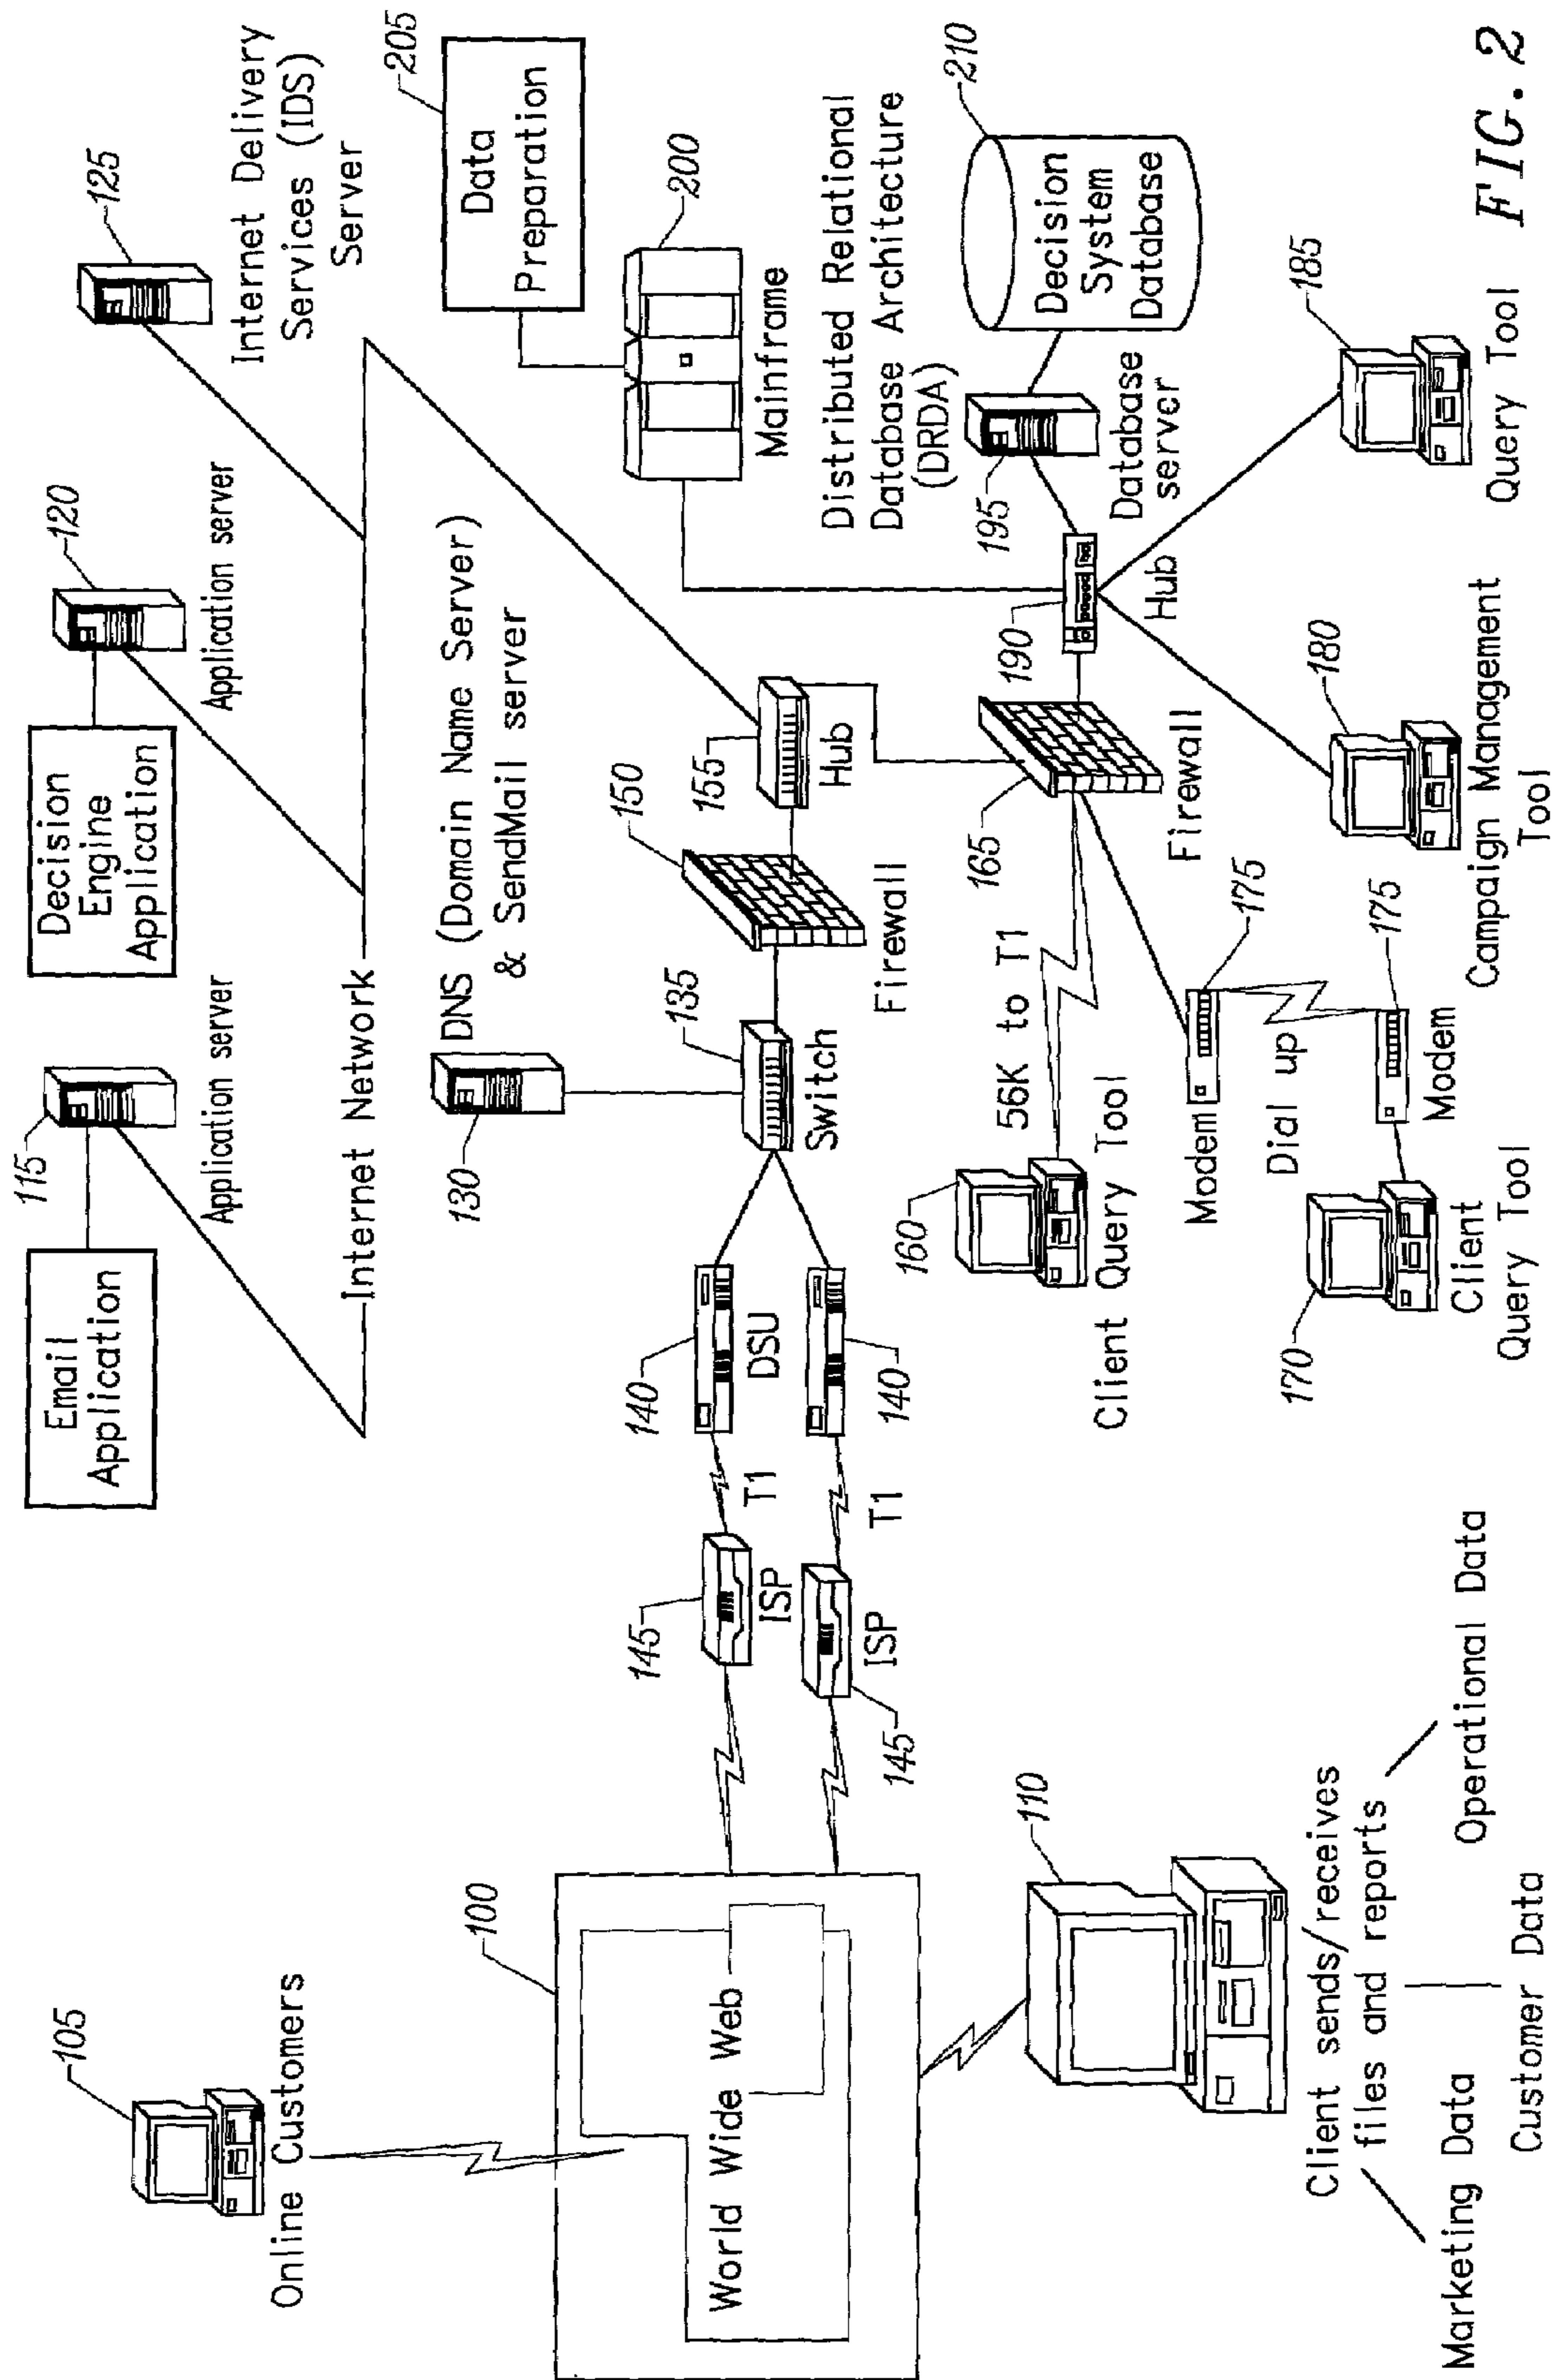 105
Online Customers
100
World Wide Web
110
Client sends/receives
files and reports
Marketing Data
Customer Data
Operational Data
145
ISP
T1
145
ISP
T1
140
DSU
140
Email
Application
115
Application server
Decision
Engine
Application
120
Application server
125
Internet Delivery
Services (IDS)
Server
Internet Network
130
DNS (Domain Name Server)
& SendMail server
135
Switch
150
Firewall
155
Hub
160
Client Query Tool
56K to T1
165
Firewall
170
Client
Query Tool
Modem
175
Dial up
Modem
175
180
Campaign Management
Tool
185
Query Tool
190
Hub
195
Database
server
Distributed Relational
Database Architecture
(DRDA)
200
Mainframe
205
Data
Preparation
210
Decision
System
Database
FIG. 2